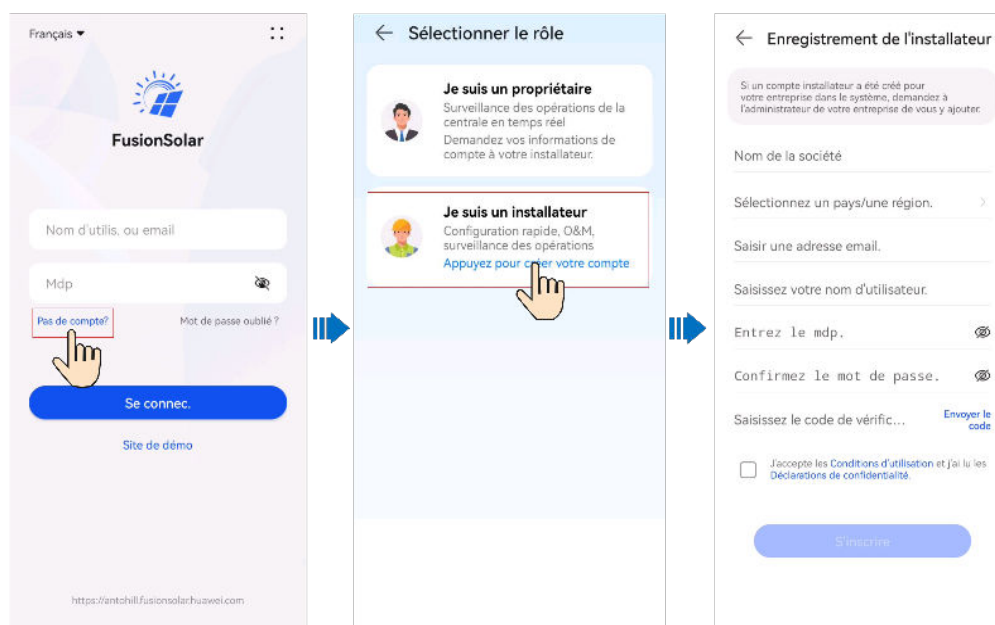 Français
FusionSolar
Nom d'utilis. ou email
Mdp
Pas de compte?
Mot de passe oublié ?
Se connec.
Site de démo
https://intohill.fusionsolar.huawei.com
Sélectionner le rôle
Je suis un propriétaire
Surveillance des opérations de la
centrale en temps réel
Demandez vos informations de
compte à votre installateur.
Je suis un installateur
Configuration rapide, O&M,
surveillance des opérations
Appuyez pour créer votre compte
Enregistrement de l'installateur
Si un compte installateur a été créé pour
votre entreprise dans le système, demandez à
l'administrateur de votre entreprise de vous y ajouter.
Nom de la société
Sélectionnez un pays/une région.
Saisir une adresse email.
Saisissez votre nom d'utilisateur.
Entrez le mdp.
Confirmez le mot de passe.
Saisissez le code de vérific...
Envoyer le
code
J'accepte les Conditions d'utilisation et j'ai lu les
Déclarations de confidentialité.
S'inscrire